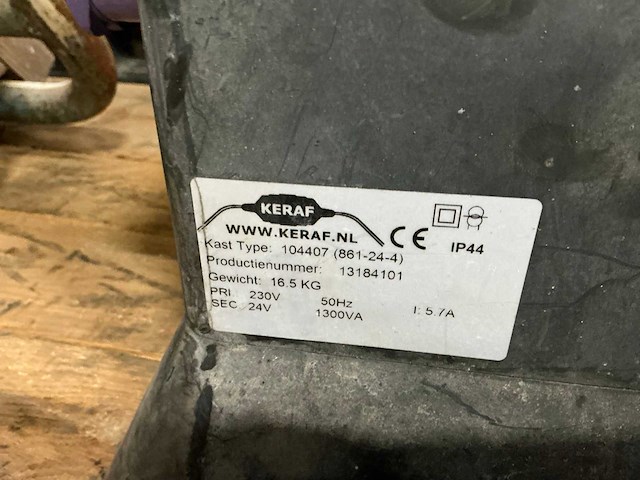 KERAF
WWW.KERAF.NL
CE
IP44
Kast Type: 104407 (861-24-4)
Productienummer: 13184101
Gewicht: 16.5 KG
PRI 230V 50Hz
SEC 24V 1300VA I: 5.7A